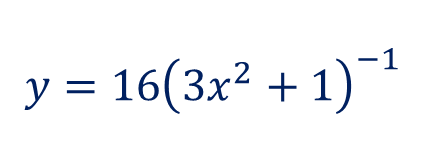 y = 16(3x² + 1)⁻¹